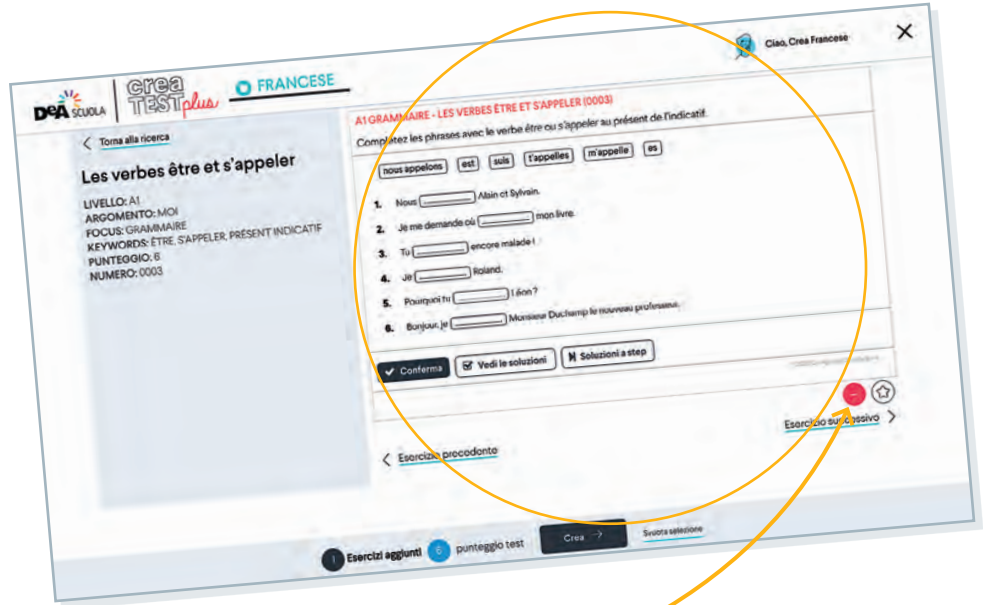 Ciao, Crea Francese
DeA SCUOLA
crea TEST plus
FRANCESE
Torna alla ricerca
Les verbes être et s'appeler
LIVELLO: A1
ARGOMENTO: MOI
FOCUS: GRAMMAIRE
KEYWORDS: ÊTRE, S'APPELER, PRÉSENT INDICATIF
PUNTEGGIO: 6
NUMERO: 0003
A1 GRAMMAIRE - LES VERBES ÊTRE ET S'APPELER (0003)
Complétez les phrases avec le verbe être ou s'appeler au présent de l'indicatif.
nous appelons est suis t'appelles m'appelle es
1. Nous Alain et Sylvain.
2. Je me demande où mon livre.
3. Tu encore malade !
4. Je Roland.
5. Pourquoi tu Léon ?
6. Bonjour, je Monsieur Duchamp le nouveau professeur.
Conferma Vedi le soluzioni Soluzioni a step
Esercizio successivo
Esercizio precedente
1 Esercizi aggiunti 6 punteggio test Crea Svuota selezione